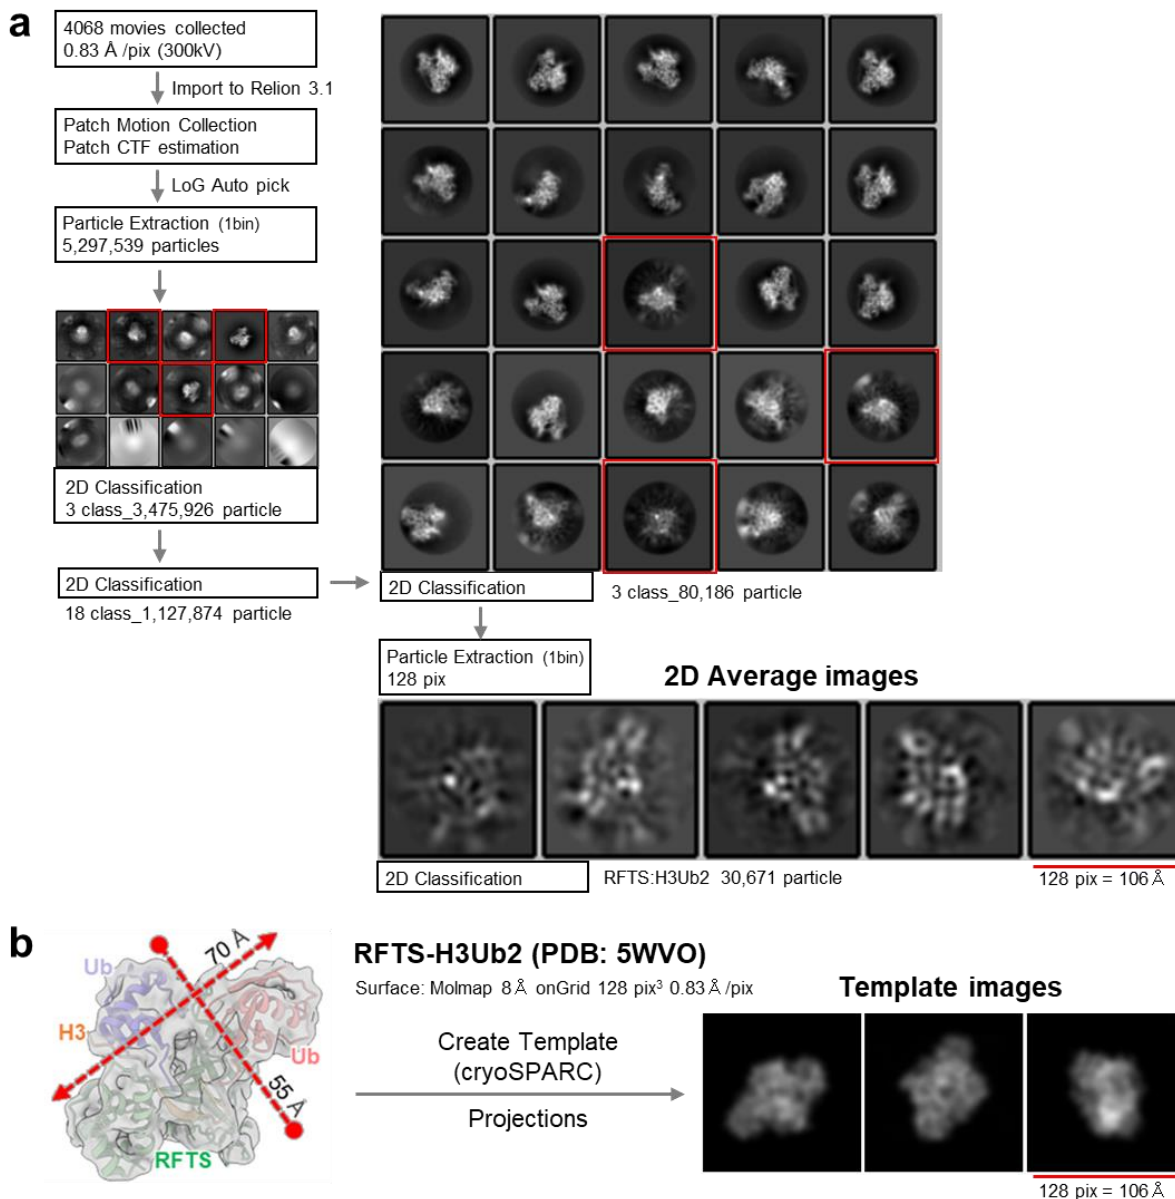 a
4068 movies collected
0.83 Å /pix (300kV)
Import to Relion 3.1
Patch Motion Collection
Patch CTF estimation
LoG Auto pick
Particle Extraction (1bin)
5,297,539 particles
2D Classification
3 class_3,475,926 particle
2D Classification
18 class_1,127,874 particle
2D Classification
3 class_80,186 particle
Particle Extraction (1bin)
128 pix
2D Average images
2D Classification
RFTS:H3Ub2 30,671 particle
128 pix = 106 Å
b
70 Å
Ub
H3
Ub
55 Å
RFTS
RFTS-H3Ub2 (PDB: 5WVO)
Surface: Molmap 8 Å onGrid 128 pix³ 0.83 Å /pix
Create Template
(cryoSPARC)
Projections
Template images
128 pix = 106 Å